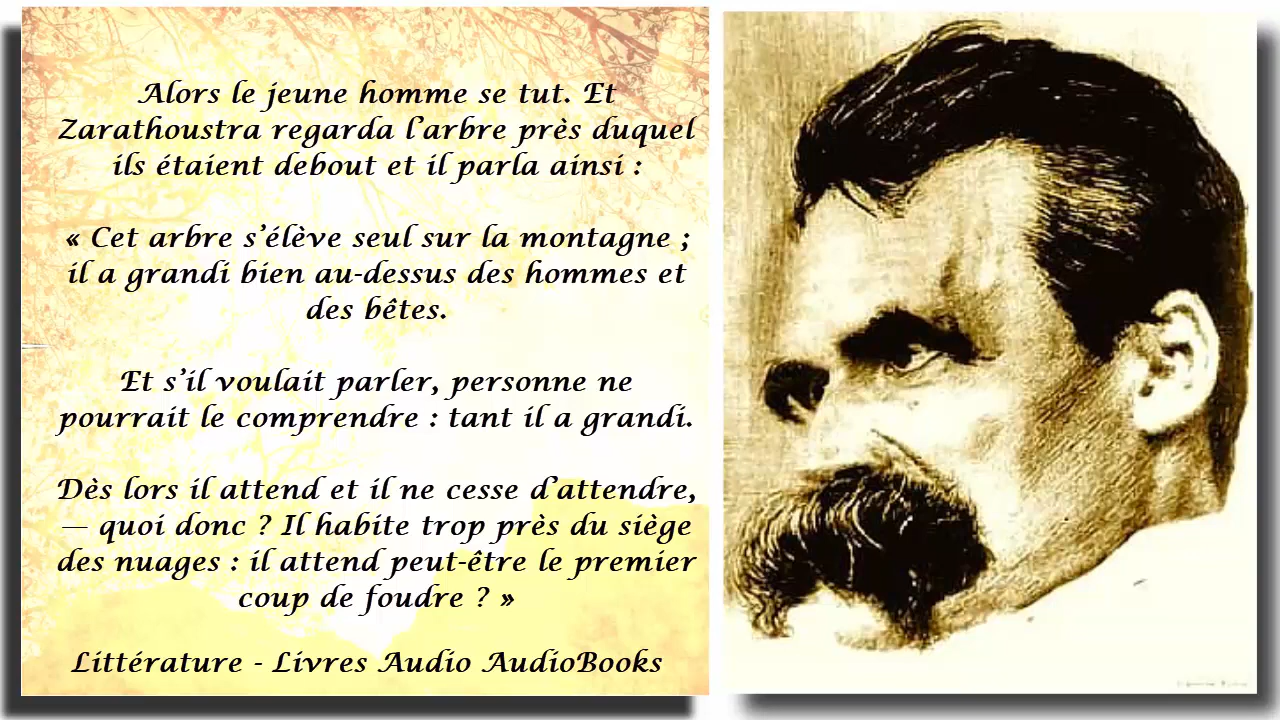 Alors le jeune homme se tut. Et
Zarathoustra regarda l'arbre près duquel
ils étaient debout et il parla ainsi :
« Cet arbre s'élève seul sur la montagne ;
il a grandi bien au-dessus des hommes et
des bêtes.
Et s'il voulait parler, personne ne
pourrait le comprendre : tant il a grandi.
Dès lors il attend et il ne cesse d'attendre,
— quoi donc ? Il habite trop près du siège
des nuages : il attend peut-être le premier
coup de foudre ? »
Littérature - Livres Audio AudioBooks